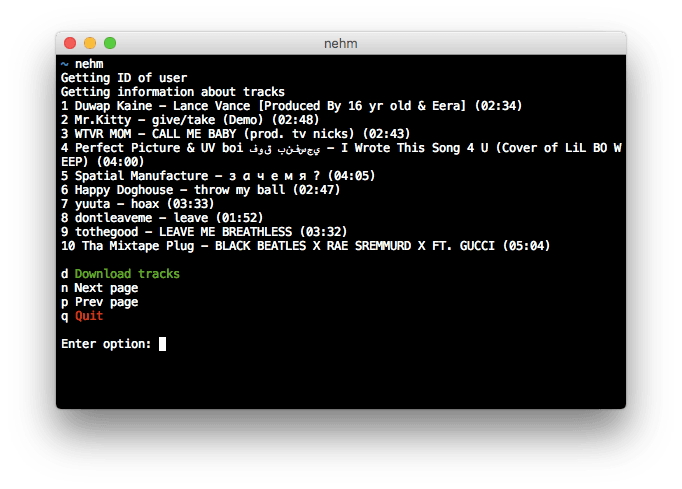 nehm
~ nehm
Getting ID of user
Getting information about tracks
1 Duwap Kaine – Lance Vance [Produced By 16 yr old & Eera] (02:34)
2 Mr.Kitty – give/take (Demo) (02:48)
3 WTVR MOM – CALL ME BABY (prod. tv nicks) (02:43)
4 Perfect Picture & UV boi فوق بنفسجي – I Wrote This Song 4 U (Cover of LiL BO W
EEP) (04:00)
5 Spatial Manufacture – з а ч е м я ? (04:05)
6 Happy Doghouse – throw my ball (02:47)
7 yuuta – hoax (03:33)
8 dontleaveme – leave (01:52)
9 tothegood – LEAVE ME BREATHLESS (03:32)
10 Tha Mixtape Plug – BLACK BEATLES X RAE SREMMURD X FT. GUCCI (05:04)
d Download tracks
n Next page
p Prev page
q Quit
Enter option: